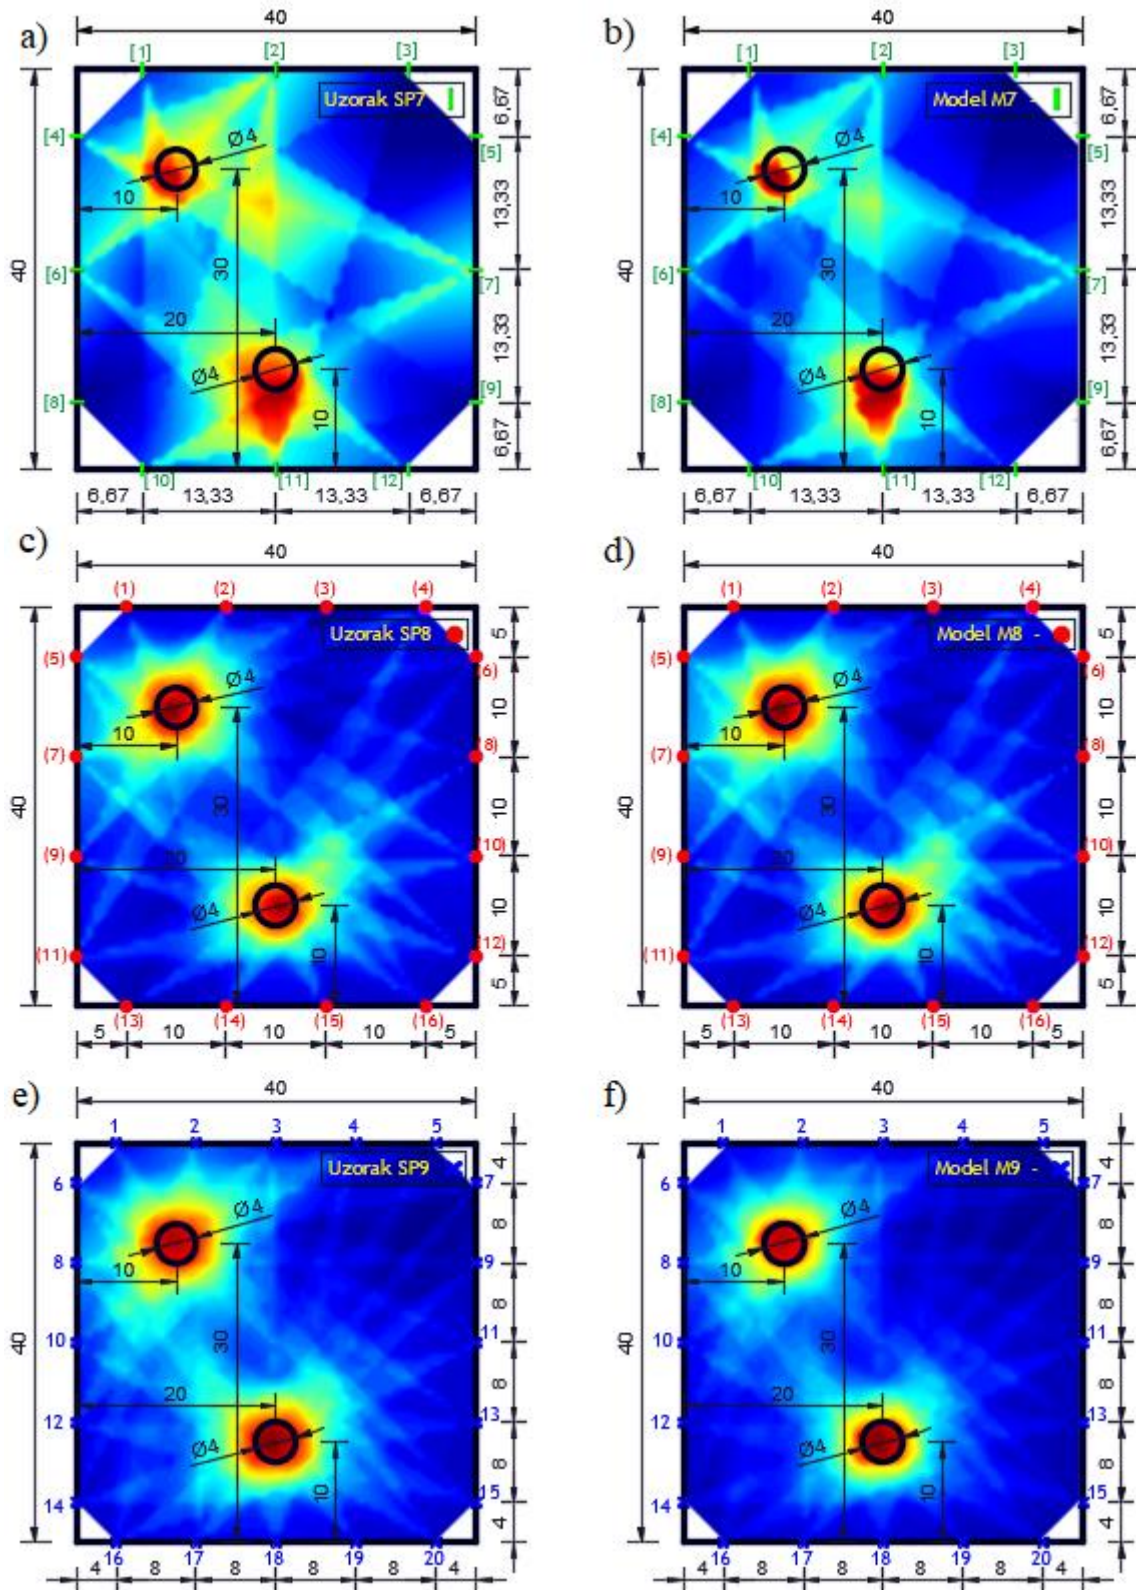 a)
40
[1] [2] [3]
Uzorak SP7
40
[4]
[5]
[6]
[7]
[8]
[9]
[10] [11] [12]
Ø4
10
30
20
Ø4
10
6,67
13,33
13,33
6,67
6,67 13,33 13,33 6,67
b)
40
[1] [2] [3]
Model M7 -
40
[4]
[5]
[6]
[7]
[8]
[9]
[10] [11] [12]
Ø4
10
30
20
Ø4
10
6,67
13,33
13,33
6,67
6,67 13,33 13,33 6,67
c)
40
(1) (2) (3) (4)
Uzorak SP8
40
(5)
(6)
(7)
(8)
(9)
(10)
(11)
(12)
(13) (14) (15) (16)
Ø4
10
30
20
Ø4
10
5
10
10
10
5
5 10 10 10 5
d)
40
(1) (2) (3) (4)
Model M8 -
40
(5)
(6)
(7)
(8)
(9)
(10)
(11)
(12)
(13) (14) (15) (16)
Ø4
10
30
20
Ø4
10
5
10
10
10
5
5 10 10 10 5
e)
40
1 2 3 4 5
Uzorak SP9
40
6
7
8
9
10
11
12
13
14
15
16 17 18 19 20
Ø4
10
30
20
Ø4
10
4
8
8
8
8
4
4 8 8 8 8 4
f)
40
1 2 3 4 5
Model M9 -
40
6
7
8
9
10
11
12
13
14
15
16 17 18 19 20
Ø4
10
30
20
Ø4
10
4
8
8
8
8
4
4 8 8 8 8 4